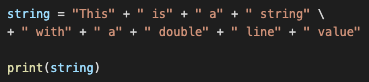 string = "This" + " is" + " a" + " string" \
+ " with" + " a" + " double" + " line" + " value"
print(string)